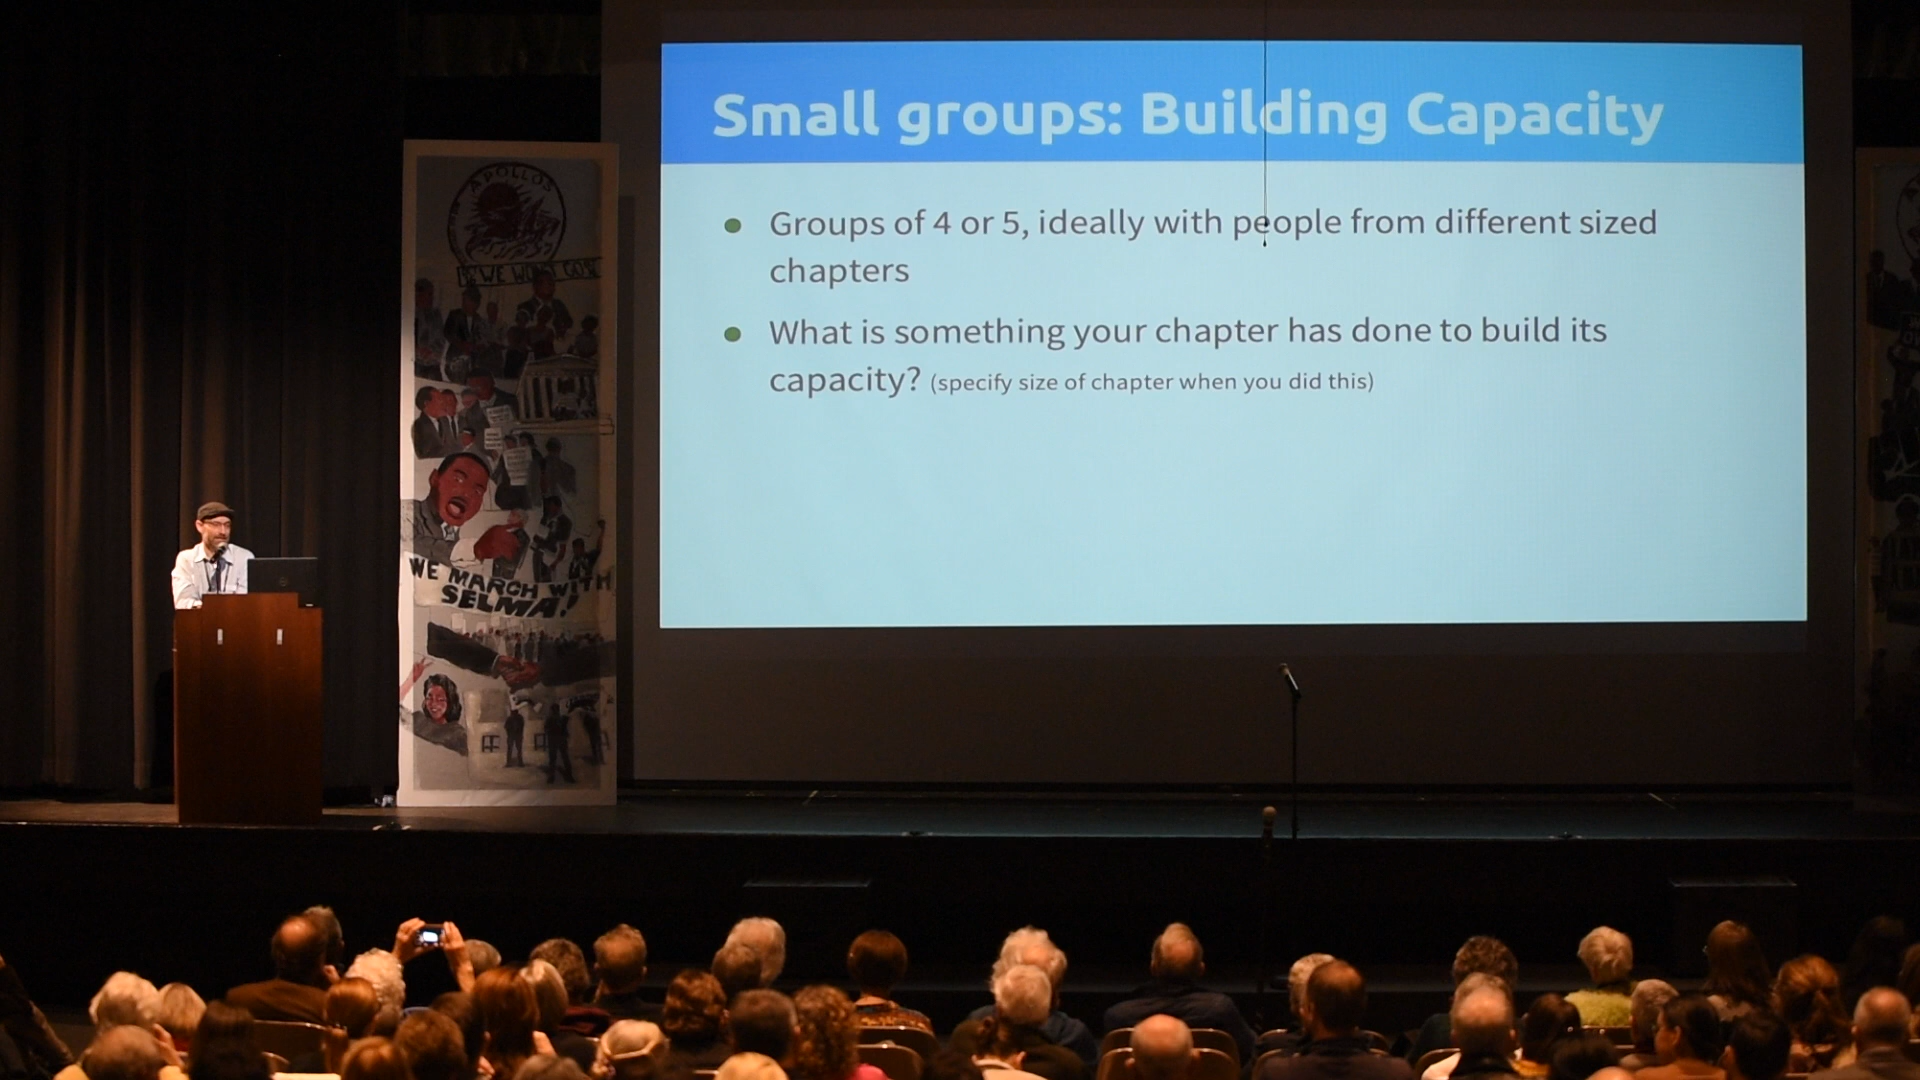 Small groups: Building Capacity
Groups of 4 or 5, ideally with people from different sized
chapters
What is something your chapter has done to build its
capacity? (specify size of chapter when you did this)
APOLLOS
WE MARCH WITH
SELMA!